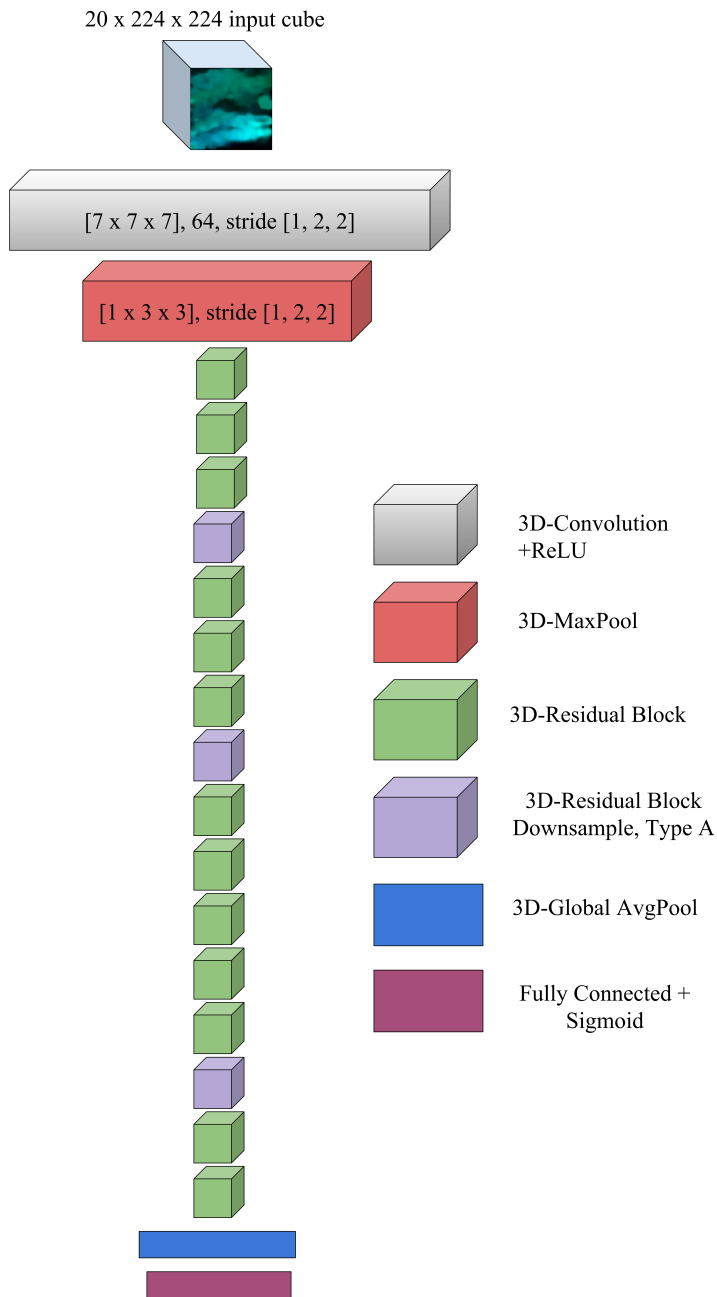 20 x 224 x 224 input cube
[7 x 7 x 7], 64, stride [1, 2, 2]
[1 x 3 x 3], stride [1, 2, 2]
3D-Convolution
+ReLU
3D-MaxPool
3D-Residual Block
3D-Residual Block
Downsample, Type A
3D-Global AvgPool
Fully Connected +
Sigmoid